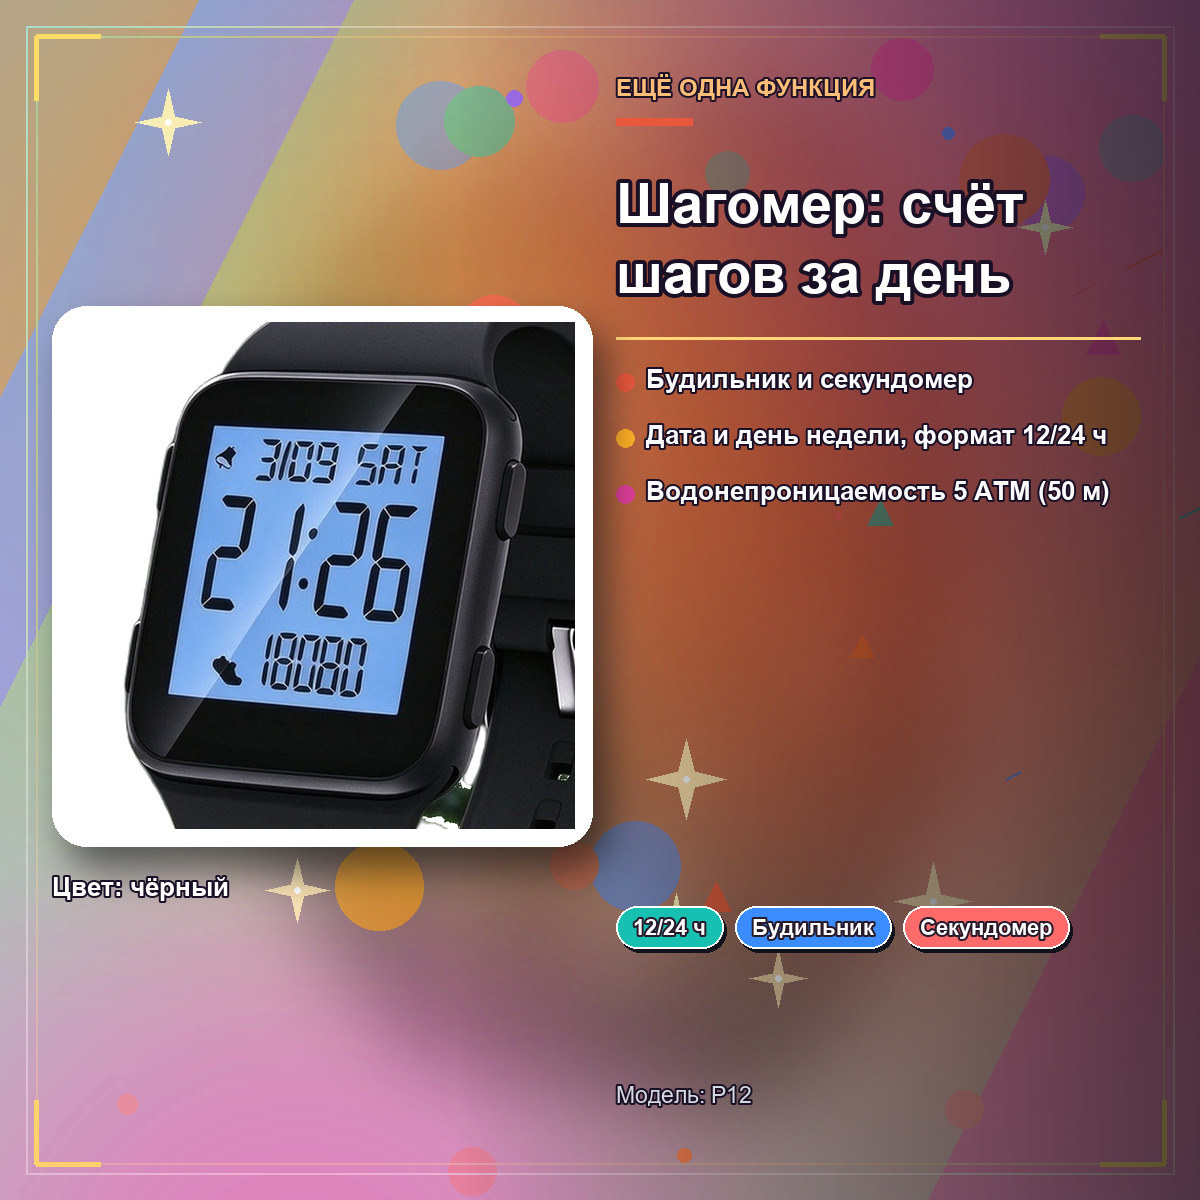 ЕЩЁ ОДНА ФУНКЦИЯ
Шагомер: счёт
шагов за день
Будильник и секундомер
Дата и день недели, формат 12/24 ч
Водонепроницаемость 5 ATM (50 м)
3/09 SAT
21:26
18080
Цвет: чёрный
12/24 ч
Будильник
Секундомер
Модель: P12